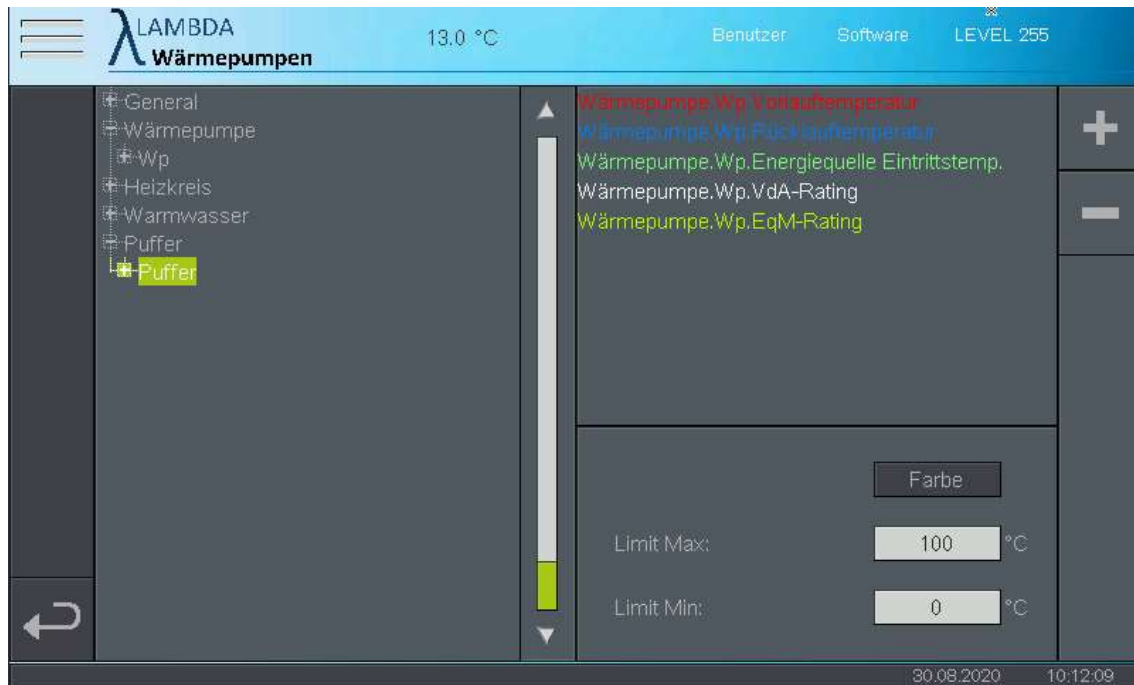 LAMBDA
Wärmepumpen
13.0 °C
Benutzer
Software
LEVEL 255
General
Wärmepumpe
Wp
Heizkreis
Warmwasser
Puffer
Puffer
Wärmepumpe.Wp.Vorlauftemperatur
Wärmepumpe.Wp.Rücklauftemperatur
Wärmepumpe.Wp.Energiequelle Eintrittstemp.
Wärmepumpe.Wp.VdA-Rating
Wärmepumpe.Wp.EqM-Rating
Farbe
Limit Max: 100 °C
Limit Min: 0 °C
30.08.2020 10:12:09